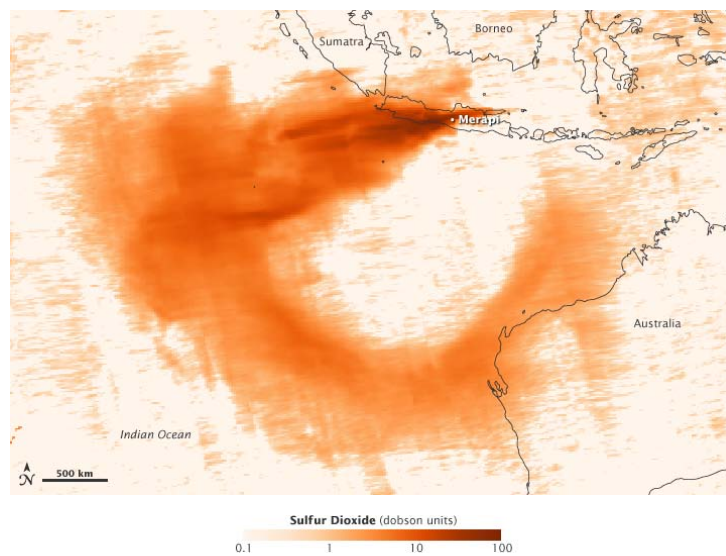 Borneo
Sumatra
Merapi
Australia
Indian Ocean
N
500 km
Sulfur Dioxide (dobson units)
0.1 1 10 100